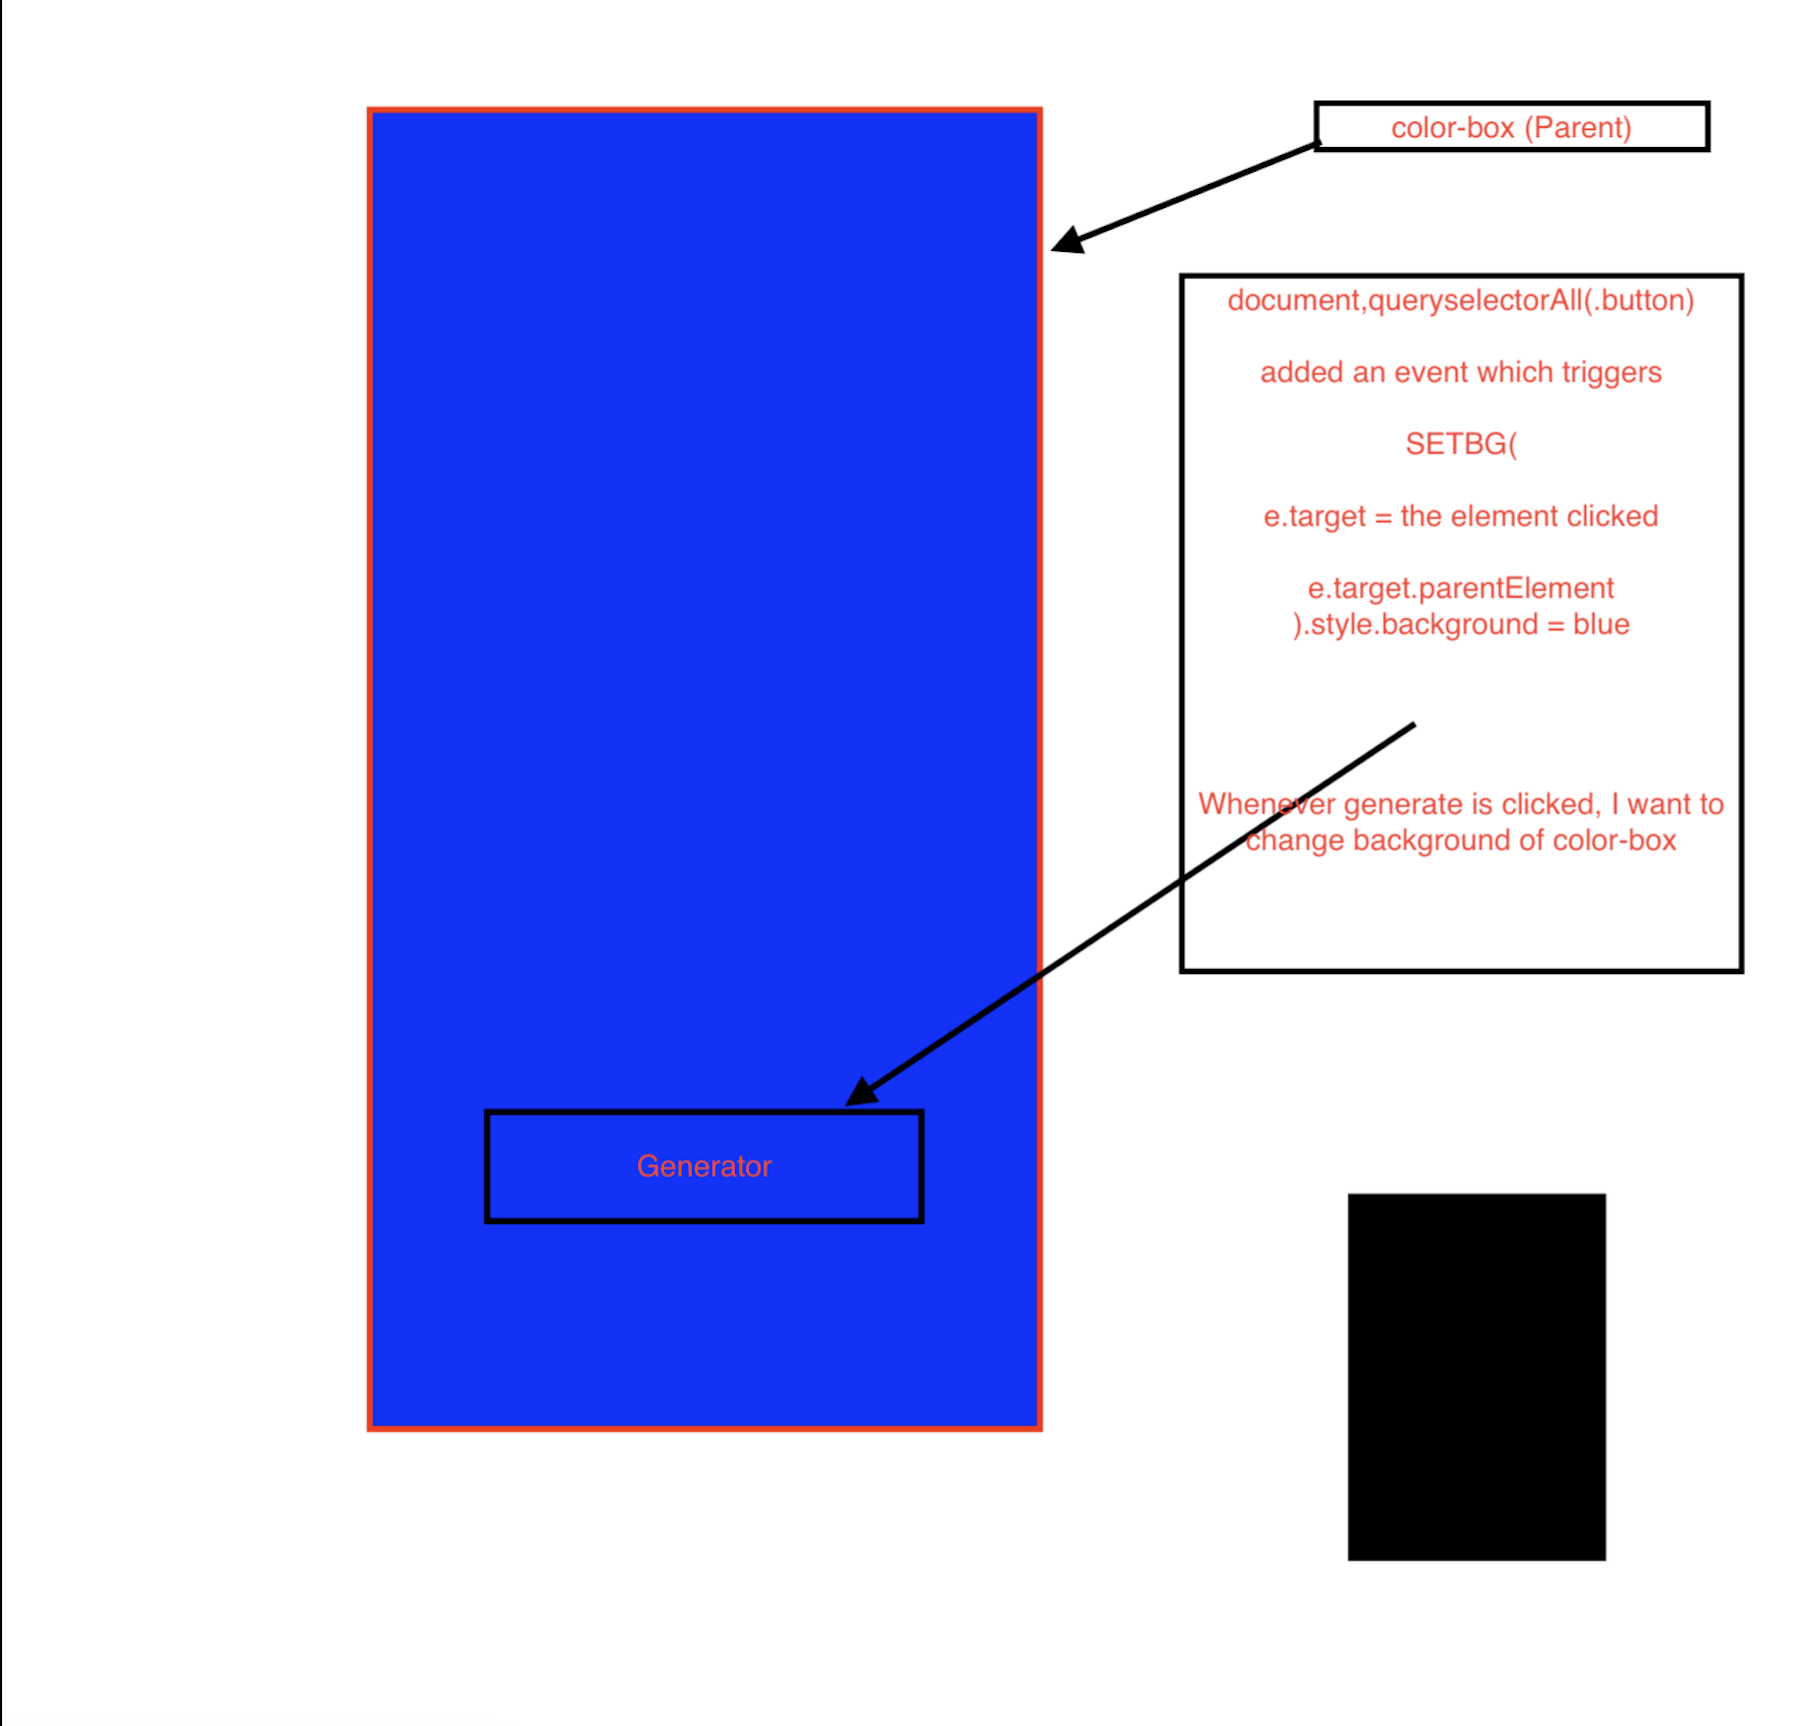 color-box (Parent)
document,queryselectorAll(.button)
added an event which triggers
SETBG(
e.target = the element clicked
e.target.parentElement
).style.background = blue
Whenever generate is clicked, I want to
change background of color-box
Generator